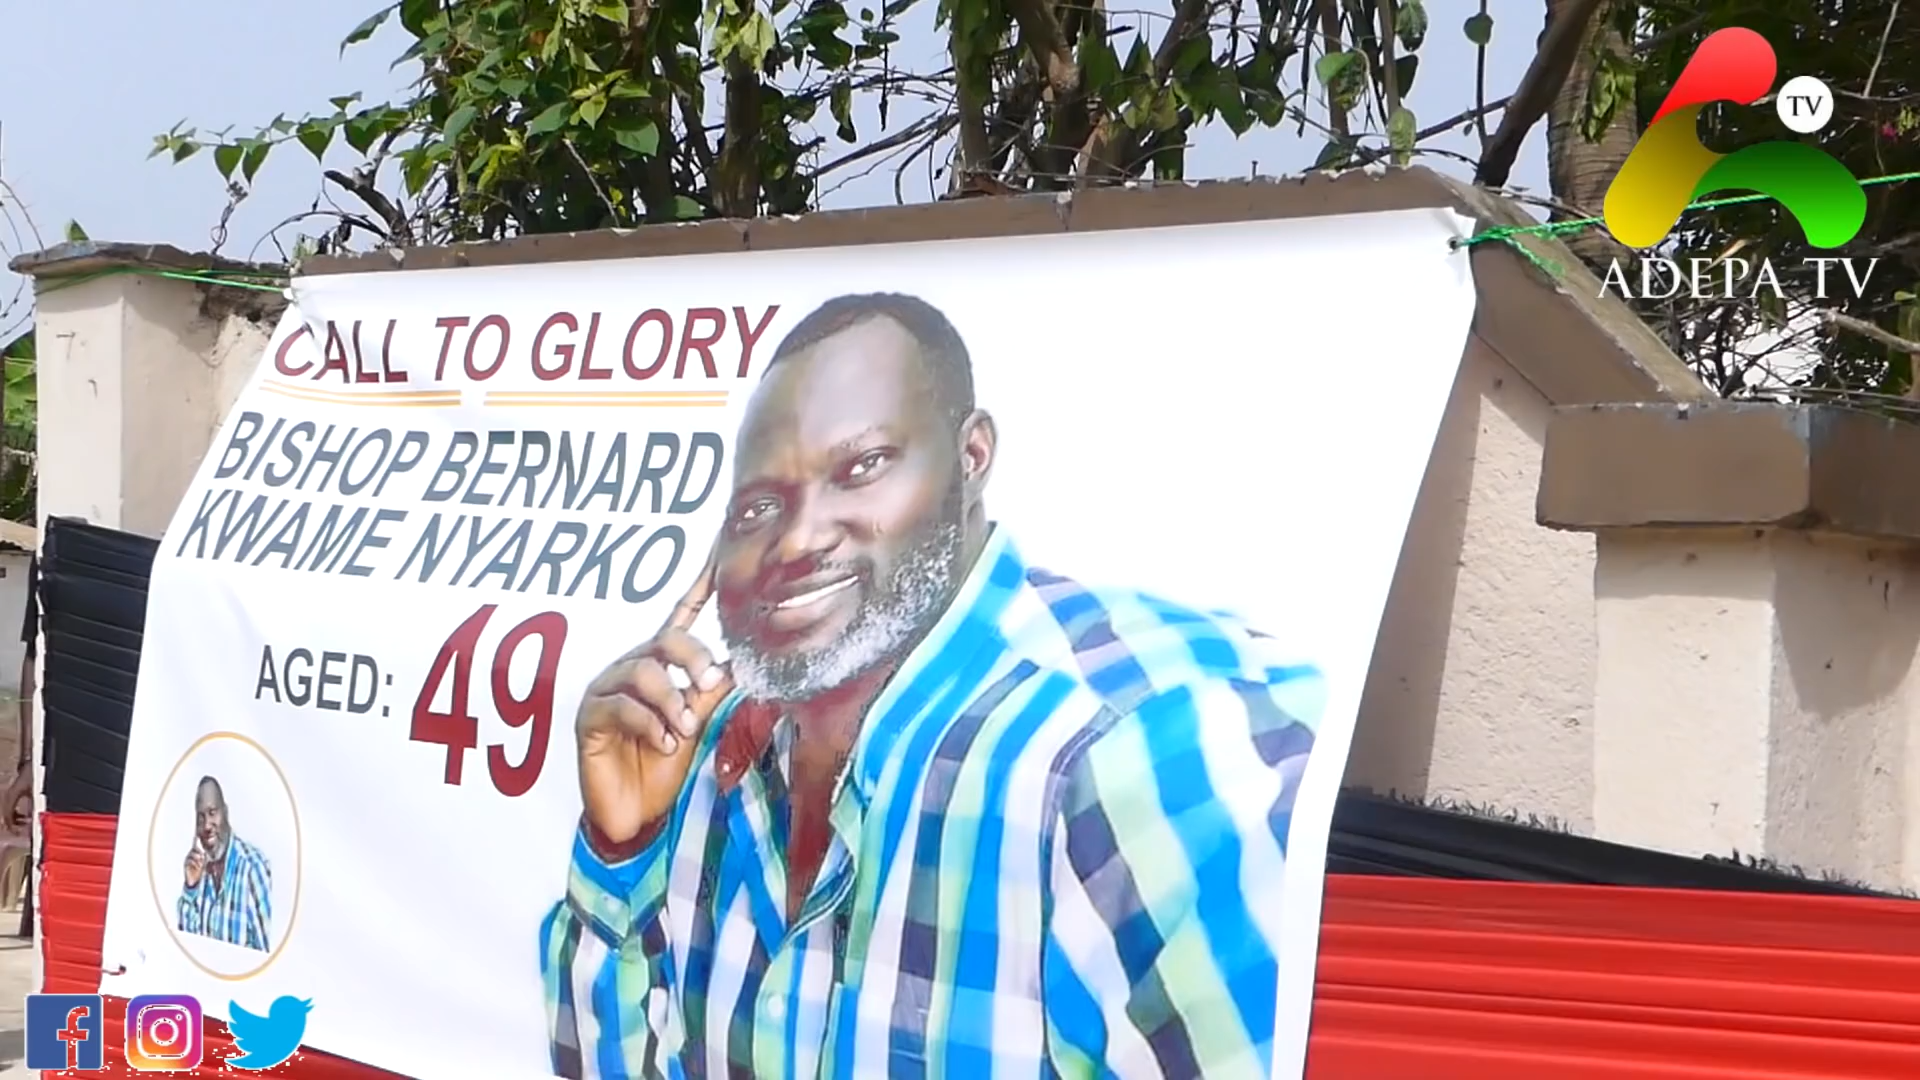 TV
ADEPA TV
CALL TO GLORY
BISHOP BERNARD
KWAME NYARKO
AGED: 49